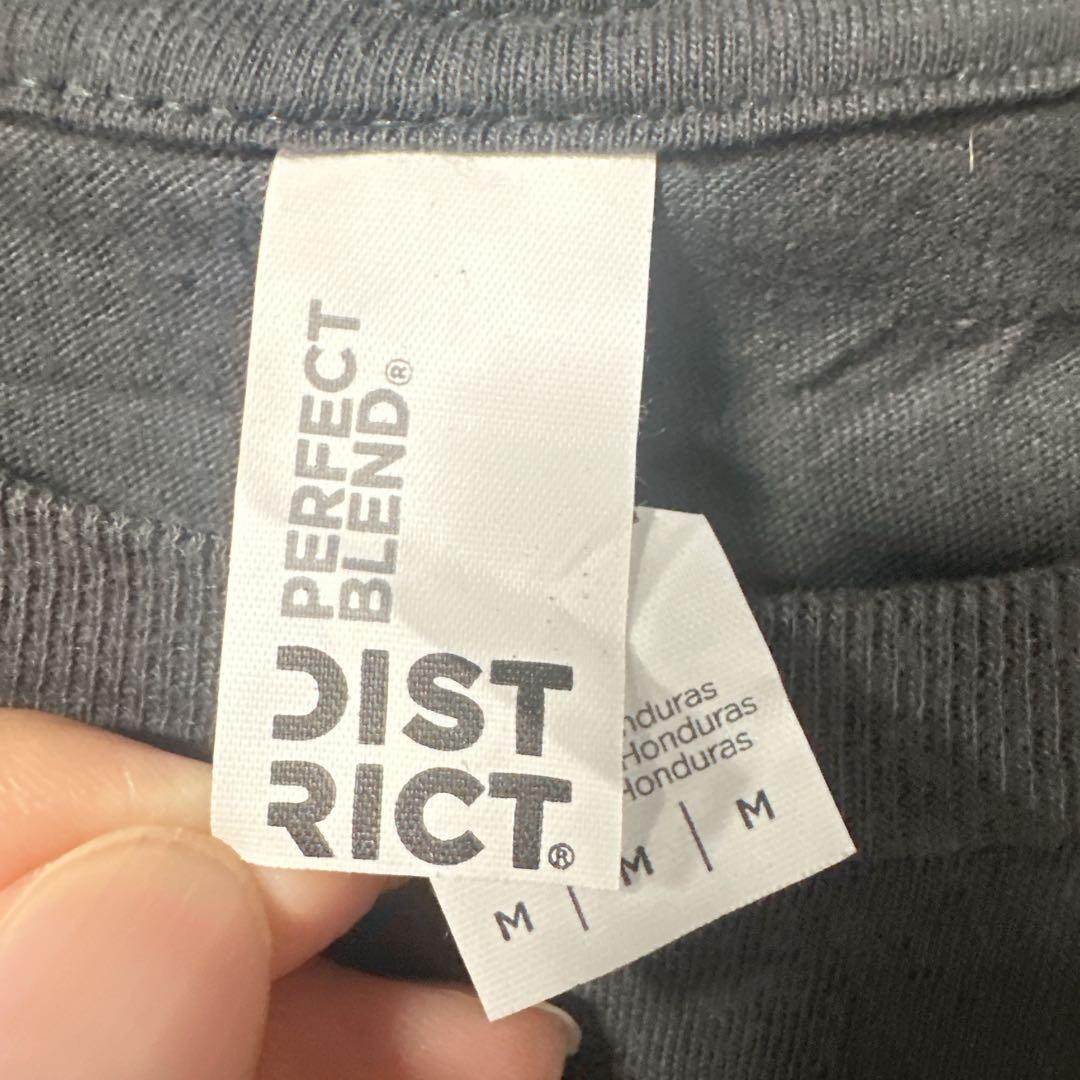 PERFECT
BLEND®
DIST
RICT®
nduras
Honduras
Honduras
M | M | M